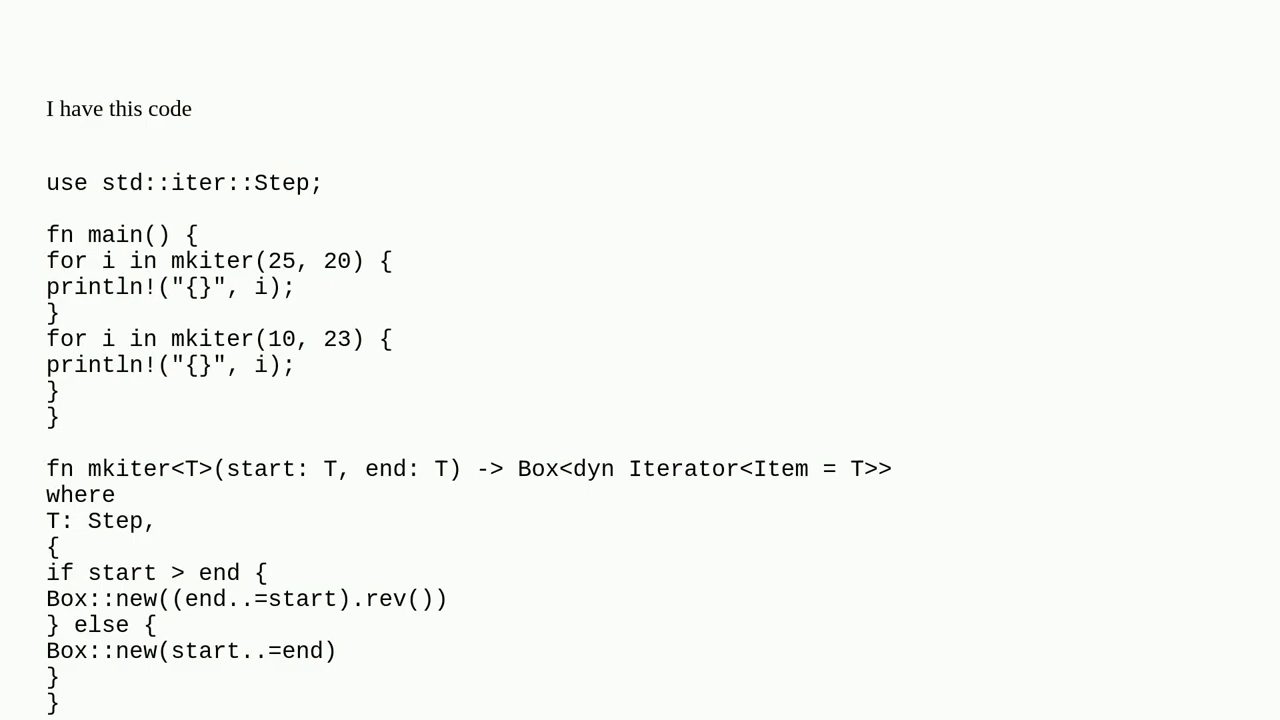 I have this code
use std::iter::Step;
fn main() {
for i in mkiter(25, 20) {
println!("{}", i);
}
for i in mkiter(10, 23) {
println!("{}", i);
}
}
fn mkiter<T>(start: T, end: T) -> Box<dyn Iterator<Item = T>>
where
T: Step,
{
if start > end {
Box::new((end..=start).rev())
} else {
Box::new(start..=end)
}
}